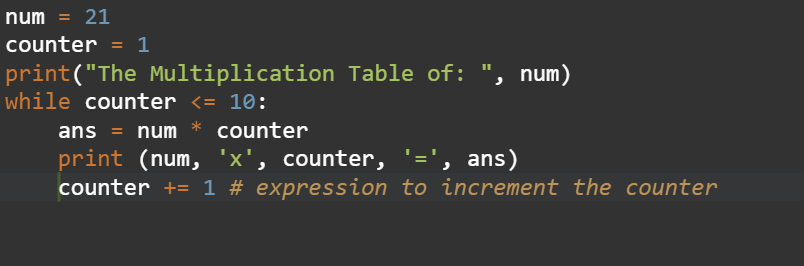 num = 21
counter = 1
print("The Multiplication Table of: ", num)
while counter <= 10:
    ans = num * counter
    print (num, 'x', counter, '=', ans)
    counter += 1 # expression to increment the counter